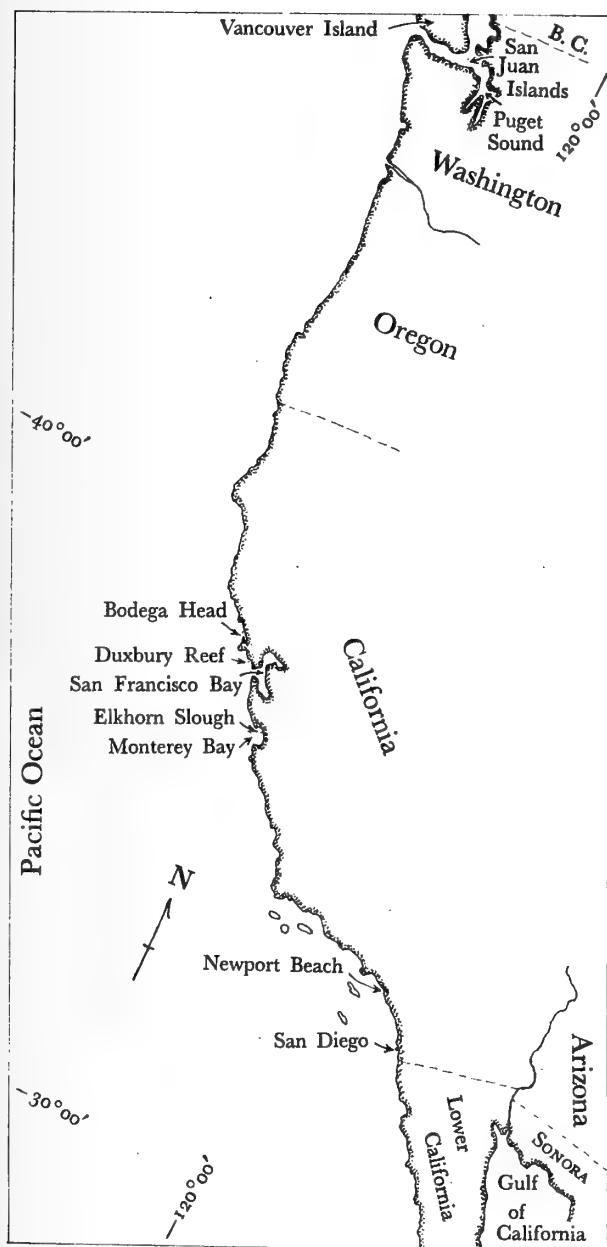 Vancouver Island
B. C.
San
Juan
Islands
Puget
Sound
120°00′
Washington
Oregon
40°00′
Bodega Head
Duxbury Reef
San Francisco Bay
Elkhorn Slough
Monterey Bay
California
Pacific Ocean
N
Newport Beach
San Diego
Arizona
Lower
California
SONORA
Gulf
of
California
30°00′
120°00′